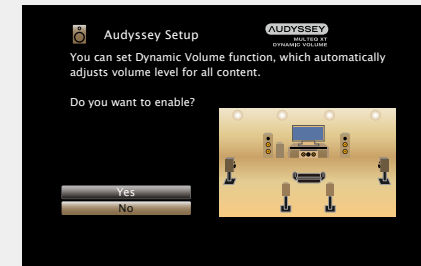 Audyssey Setup
AUDYSSEY
MULTEQ XT
DYNAMIC VOLUME
You can set Dynamic Volume function, which automatically
adjusts volume level for all content.
Do you want to enable?
Yes
No